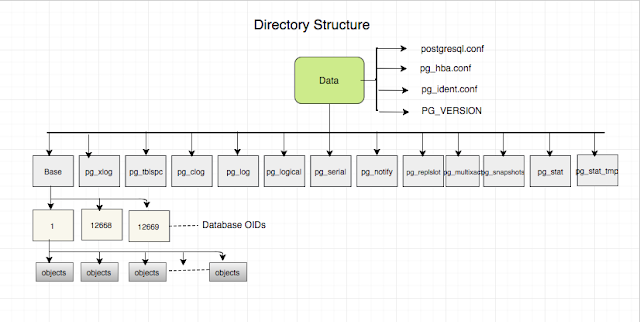 Directory Structure
Data
postgresql.conf
pg_hba.conf
pg_ident.conf
PG_VERSION
Base
pg_xlog
pg_tblspc
pg_clog
pg_log
pg_logical
pg_serial
pg_notify
pg_replslot
pg_multixact
pg_snapshots
pg_stat
pg_stat_tmp
1
12668
12669
Database OIDs
objects
objects
objects
objects